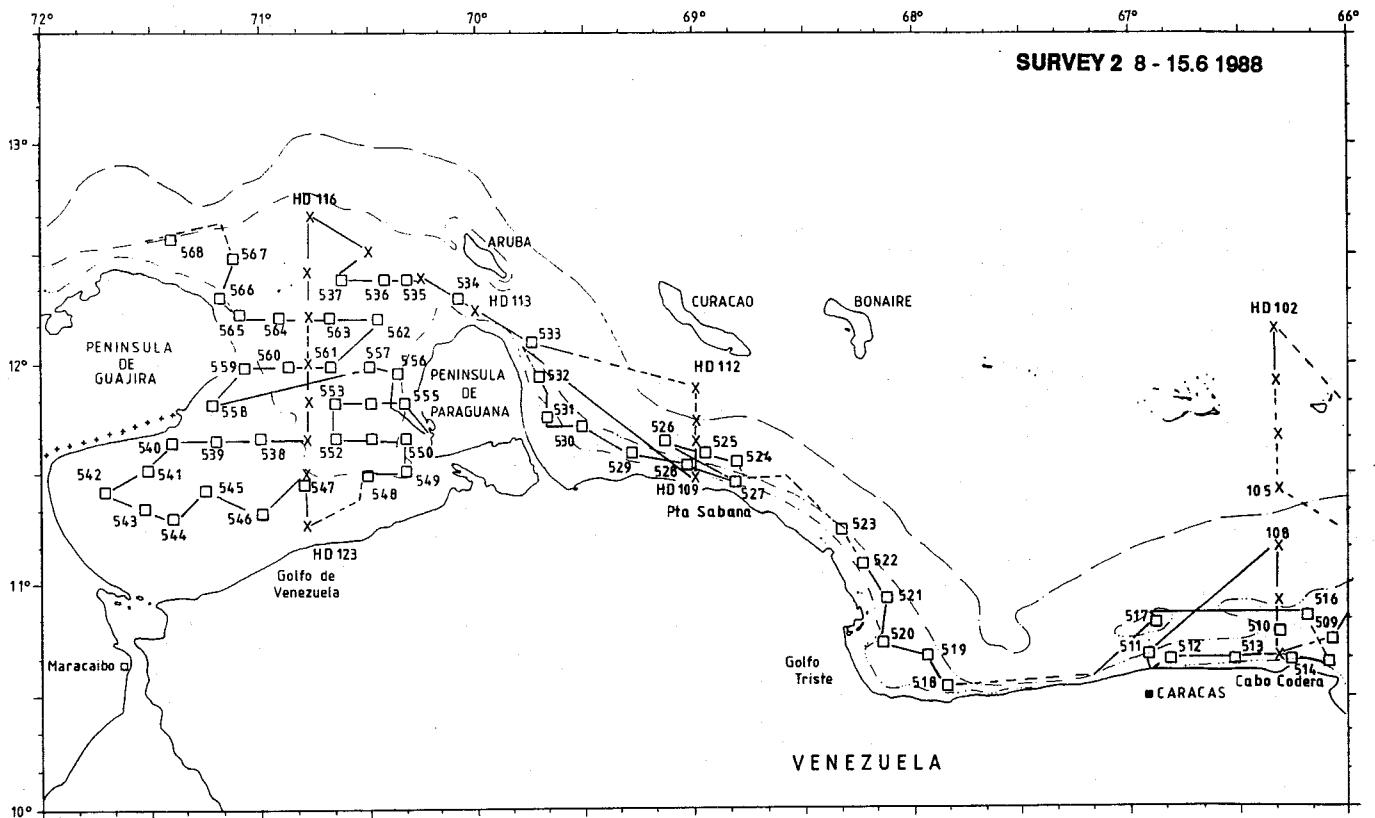 72° 71° 70° 69° 68° 67° 66°
SURVEY 2 8 - 15.6 1988
13°
HD 116
568
567
ARUBA
566
537 536 535
534
HD 113
CURACAO
BONAIRE
HD 102
565 564 563 562
533
PENINSULA
DE
GUAJIRA
12°
559 560 561 557 556
PENINSULA
DE
PARAGUANA
532
HD 112
558
553 555
531
530
526 525
524
540 539 538 552 550
529 528
527
HD 109
Pta Sabana
542 541
545 547 548 549
105
543 544 546
523
HD 123
108
Golfo de
Venezuela
11°
522
521
520 519
518
517
516
510 509
511 512 513 514
Maracaibo
Golfo
Triste
CARACAS
Cabo Codera
VENEZUELA
10°